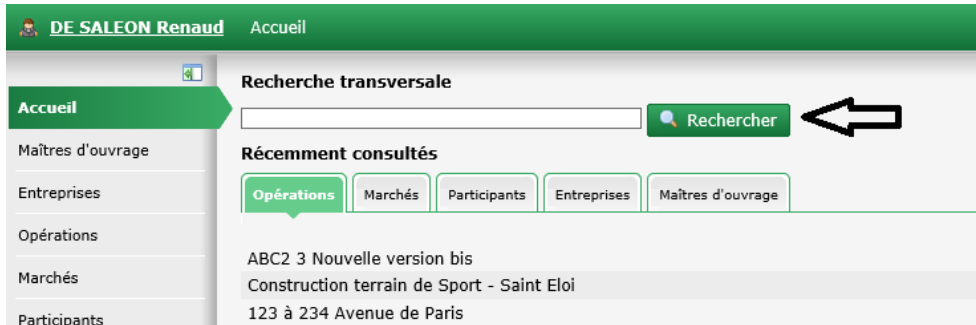 DE SALEON Renaud Accueil
Recherche transversale
Accueil
Rechercher
Maîtres d'ouvrage
Récemment consultés
Entreprises
Opérations Marchés Participants Entreprises Maîtres d'ouvrage
Opérations
ABC2 3 Nouvelle version bis
Marchés
Construction terrain de Sport - Saint Eloi
123 à 234 Avenue de Paris
Participants